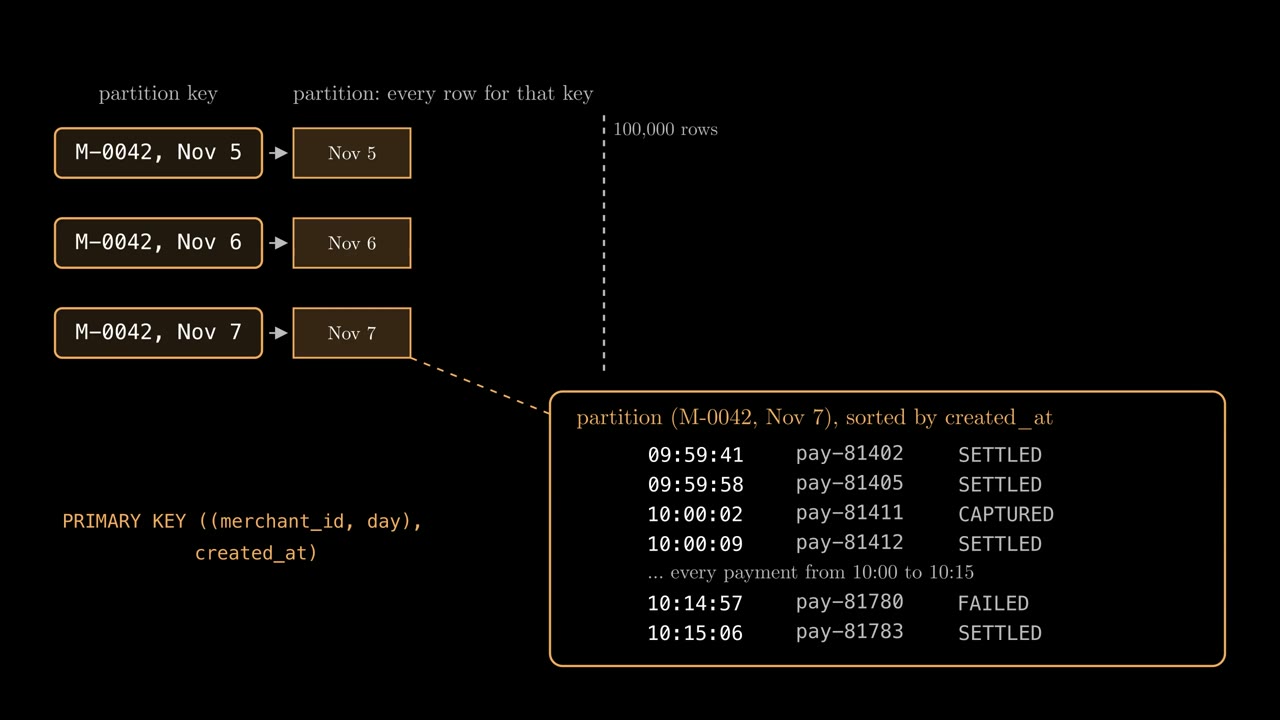 partition key
partition: every row for that key
100,000 rows
M-0042, Nov 5
Nov 5
M-0042, Nov 6
Nov 6
M-0042, Nov 7
Nov 7
partition (M-0042, Nov 7), sorted by created_at
09:59:41 pay-81402 SETTLED
09:59:58 pay-81405 SETTLED
10:00:02 pay-81411 CAPTURED
10:00:09 pay-81412 SETTLED
... every payment from 10:00 to 10:15
10:14:57 pay-81780 FAILED
10:15:06 pay-81783 SETTLED
PRIMARY KEY ((merchant_id, day),
created_at)